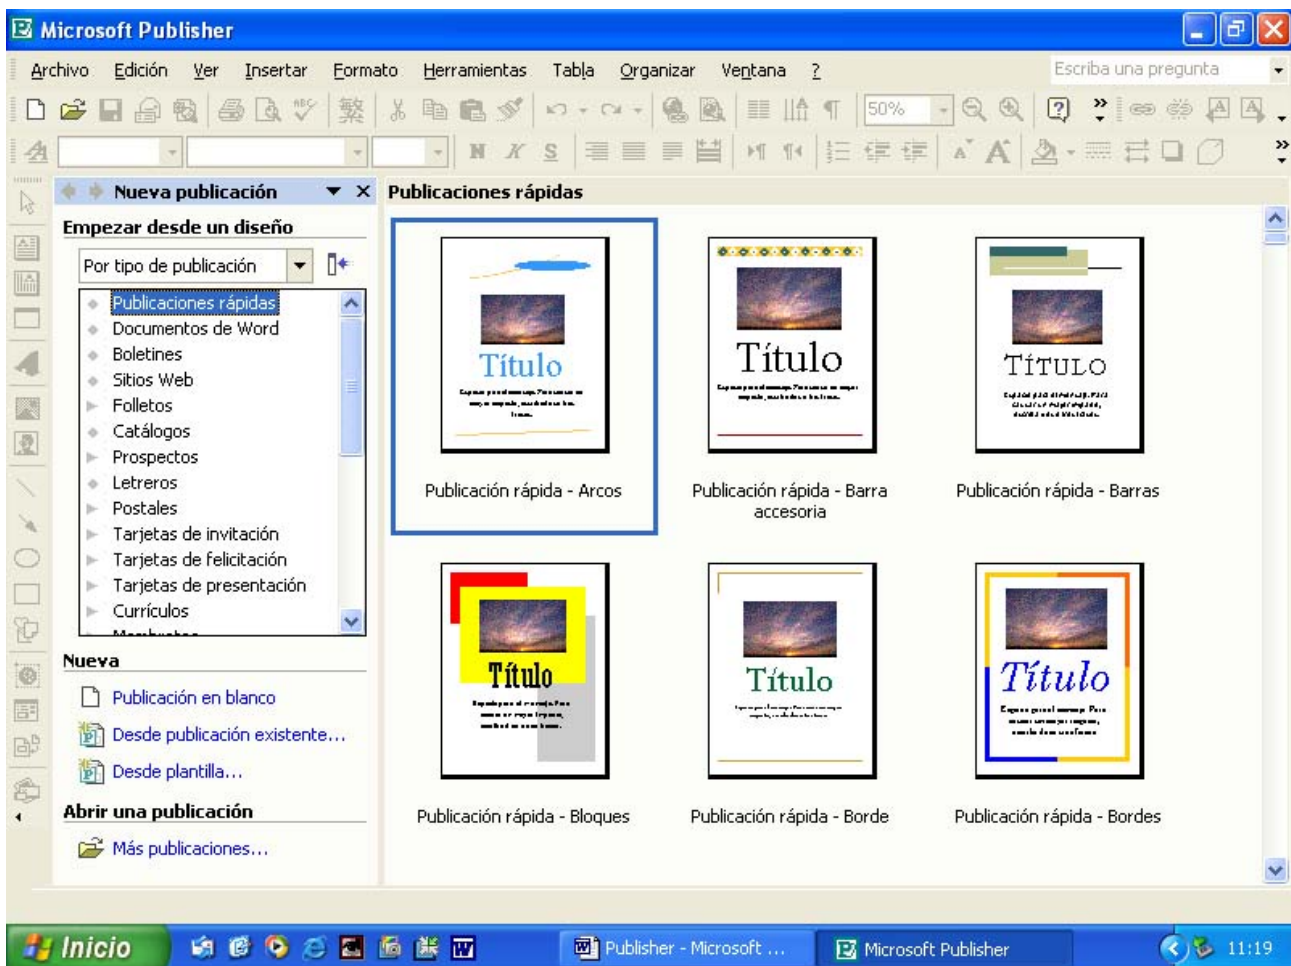 Microsoft Publisher
Archivo Edición Ver Insertar Formato Herramientas Tabla Organizar Ventana ? Escriba una pregunta
50%
N K S
Nueva publicación
Publicaciones rápidas
Empezar desde un diseño
Por tipo de publicación
Publicaciones rápidas
Documentos de Word
Boletines
Sitios Web
Folletos
Catálogos
Prospectos
Letreros
Postales
Tarjetas de invitación
Tarjetas de felicitación
Tarjetas de presentación
Currículos
Nueva
Publicación en blanco
Desde publicación existente...
Desde plantilla...
Abrir una publicación
Más publicaciones...
Título
Publicación rápida - Arcos
Título
Publicación rápida - Barra
accesoria
TÍTULO
Publicación rápida - Barras
Título
Publicación rápida - Bloques
Título
Publicación rápida - Borde
Título
Publicación rápida - Bordes
Inicio
Publisher - Microsoft ...
Microsoft Publisher
11:19